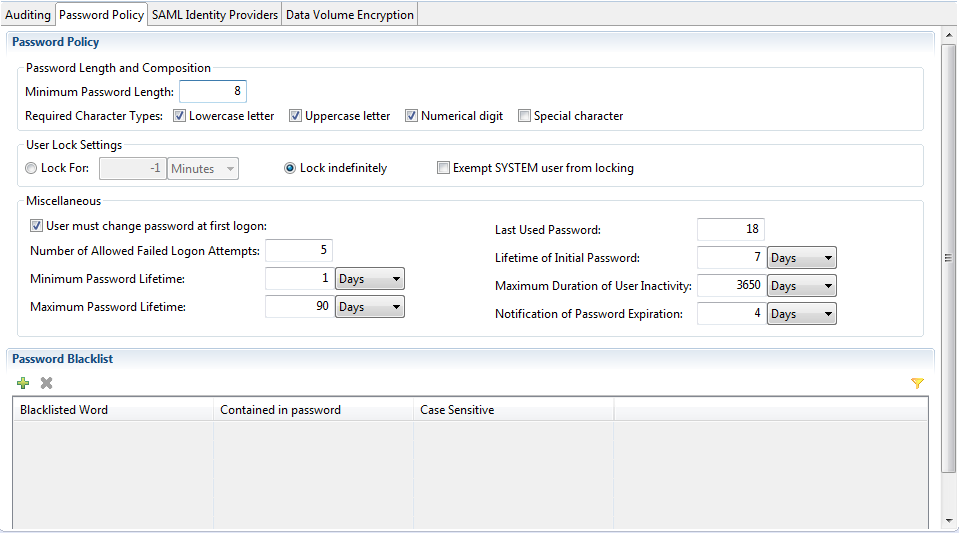 Auditing Password Policy SAML Identity Providers Data Volume Encryption
Password Policy
Password Length and Composition
Minimum Password Length: 8
Required Character Types: Lowercase letter Uppercase letter Numerical digit Special character
User Lock Settings
Lock For: -1 Minutes Lock indefinitely Exempt SYSTEM user from locking
Miscellaneous
User must change password at first logon:
Number of Allowed Failed Logon Attempts: 5
Minimum Password Lifetime: 1 Days
Maximum Password Lifetime: 90 Days
Last Used Password: 18
Lifetime of Initial Password: 7 Days
Maximum Duration of User Inactivity: 3650 Days
Notification of Password Expiration: 4 Days
Password Blacklist
Blacklisted Word Contained in password Case Sensitive